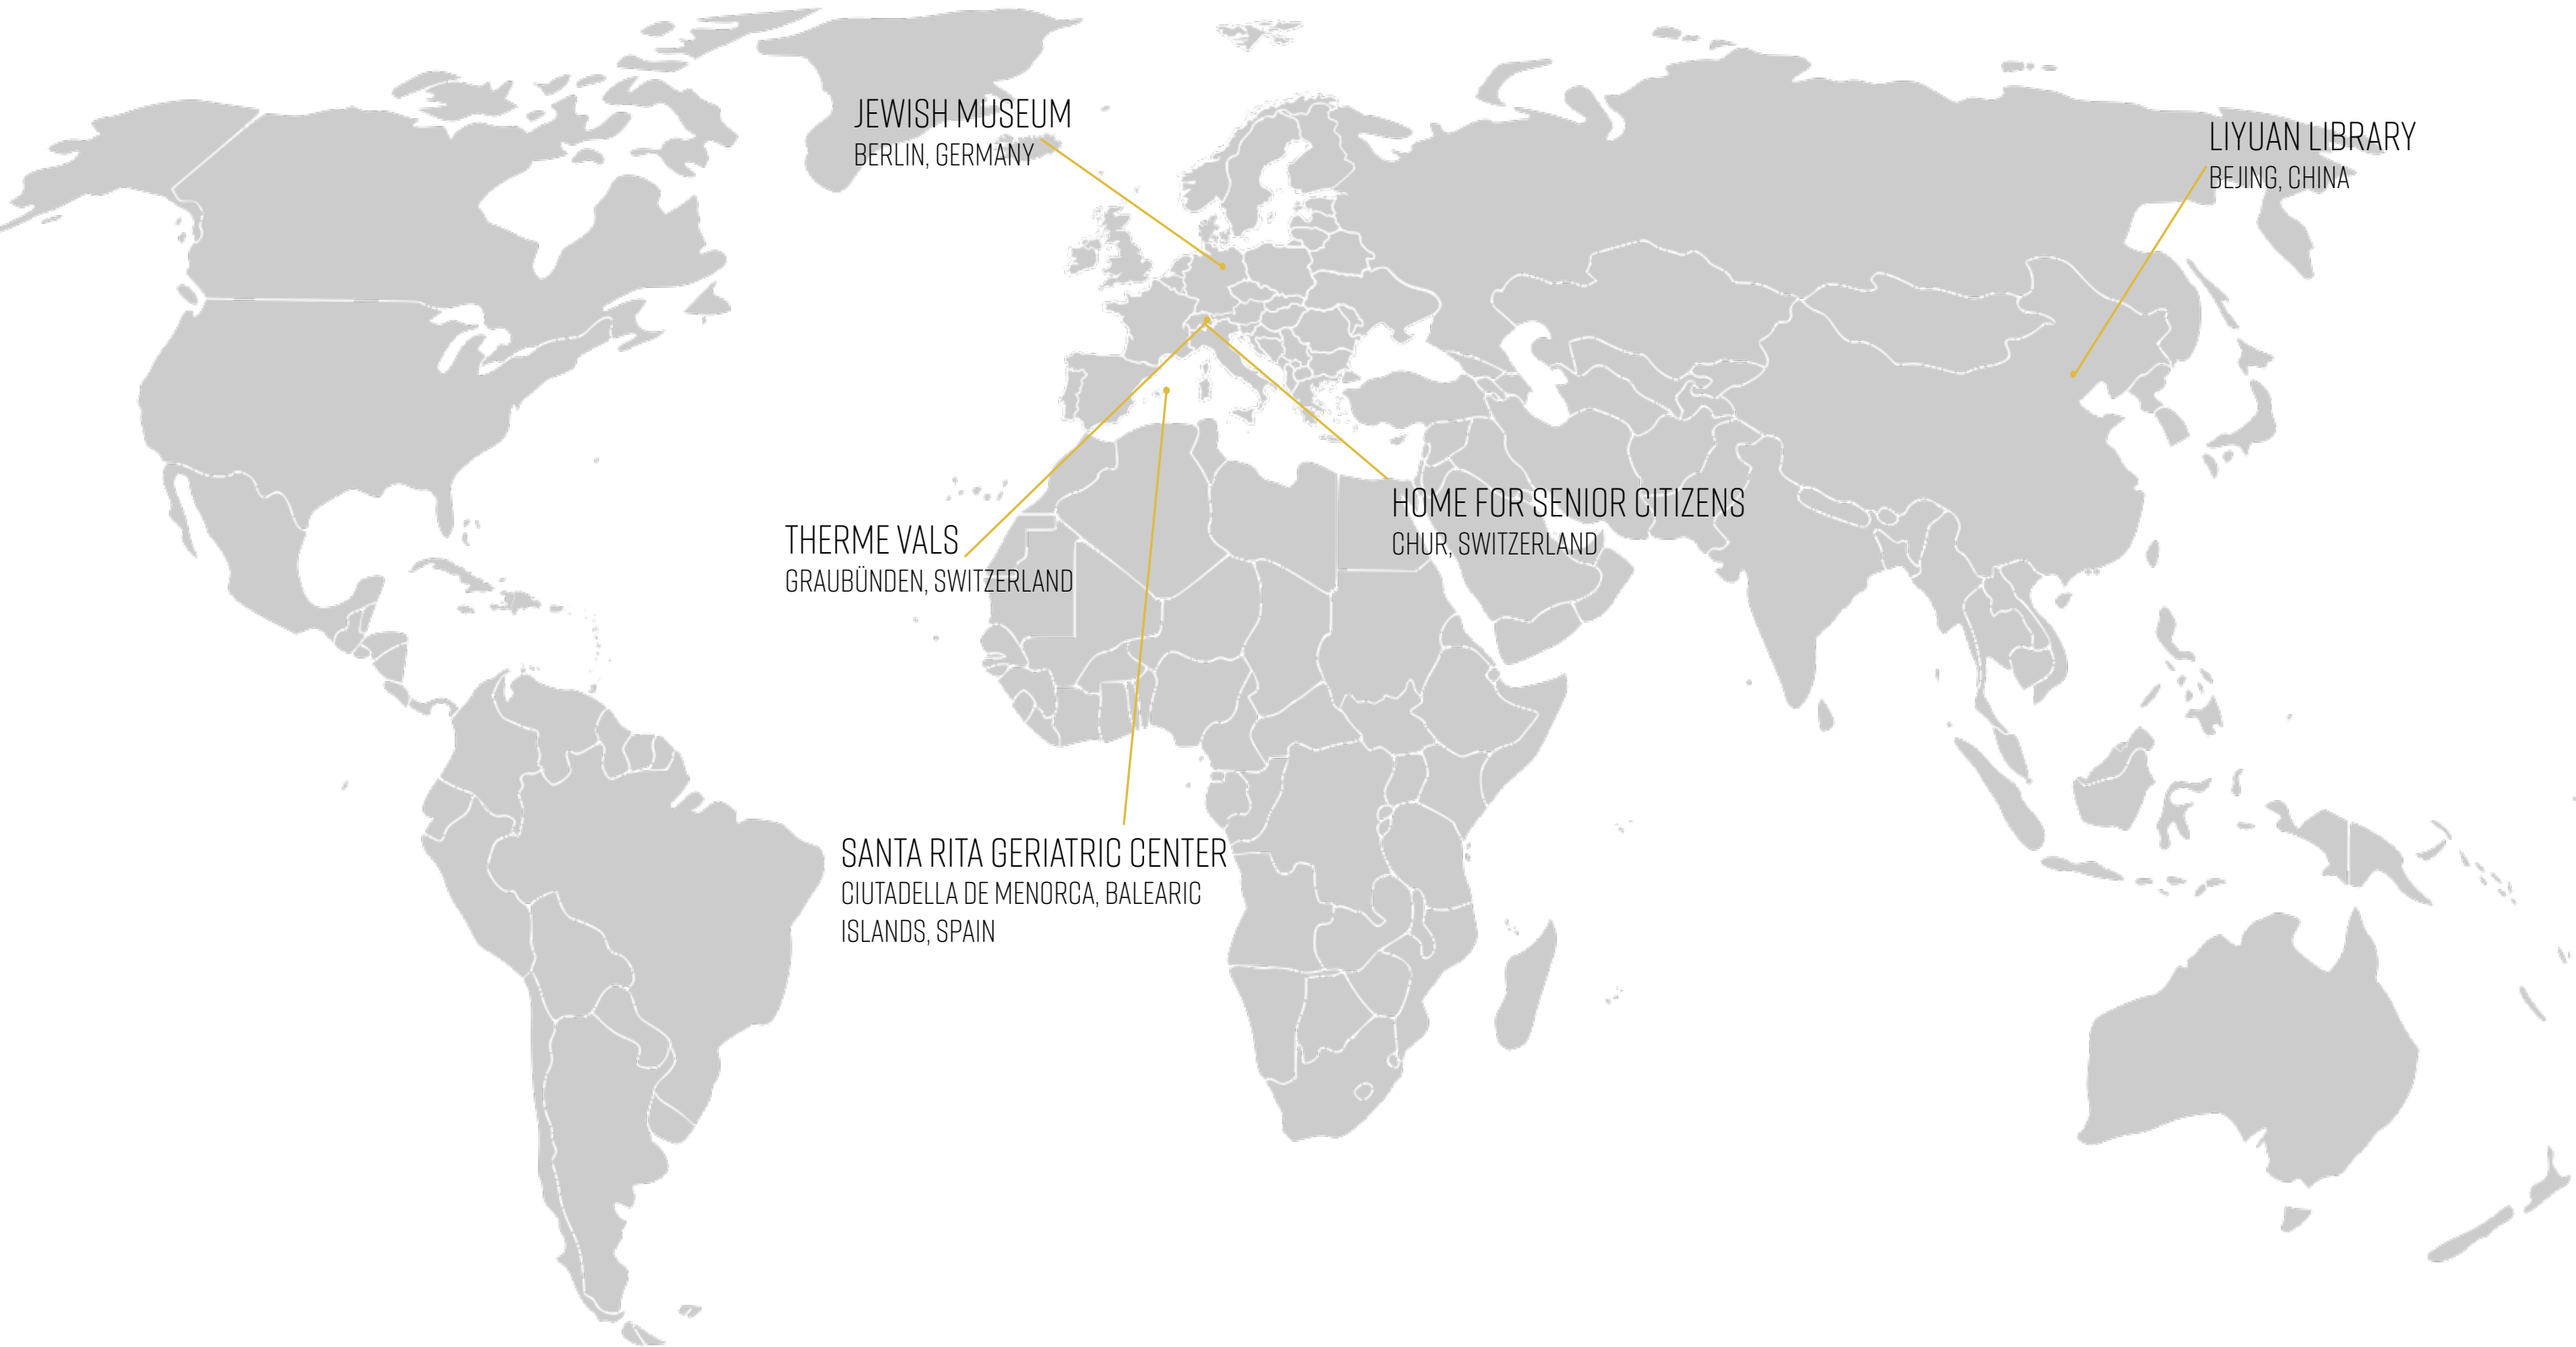 JEWISH MUSEUM
BERLIN, GERMANY
LIYUAN LIBRARY
BEJING, CHINA
HOME FOR SENIOR CITIZENS
CHUR, SWITZERLAND
THERME VALS
GRAUBÜNDEN, SWITZERLAND
SANTA RITA GERIATRIC CENTER
CIUTADELLA DE MENORCA, BALEARIC
ISLANDS, SPAIN